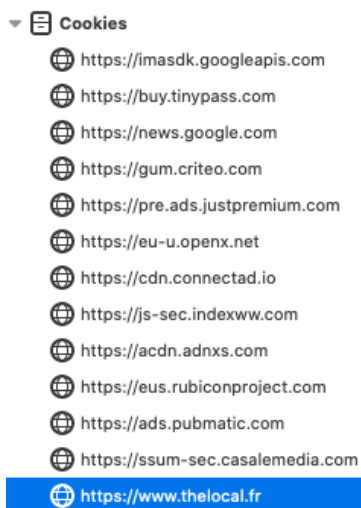 Cookies
https://imasdk.googleapis.com
https://buy.tinypass.com
https://news.google.com
https://gum.criteo.com
https://pre.ads.justpremium.com
https://eu-u.openx.net
https://cdn.connectad.io
https://js-sec.indexww.com
https://acdn.adnxs.com
https://eus.rubiconproject.com
https://ads.pubmatic.com
https://ssum-sec.casalemedia.com
https://www.thelocal.fr